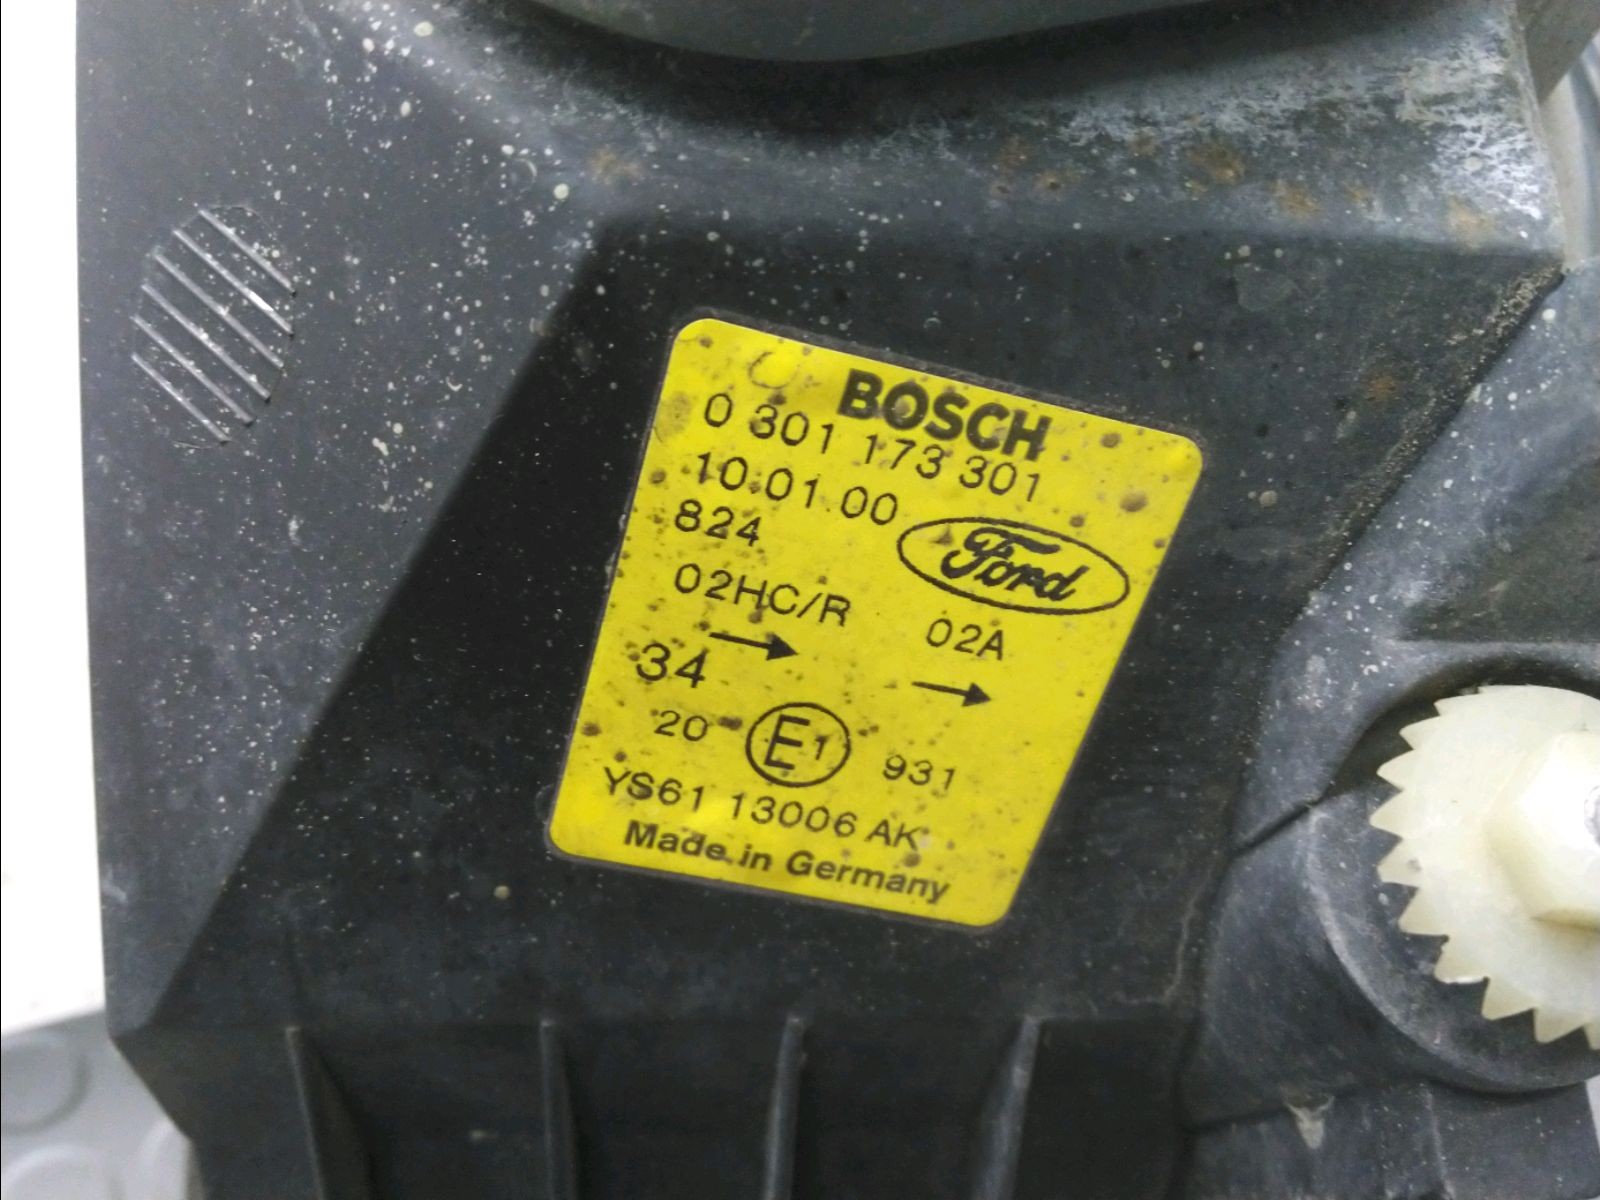 BOSCH
0 301 173 301
10.01.00
824
Ford
02HC/R
02A
34
20 E1 931
YS61 13006 AK
Made in Germany